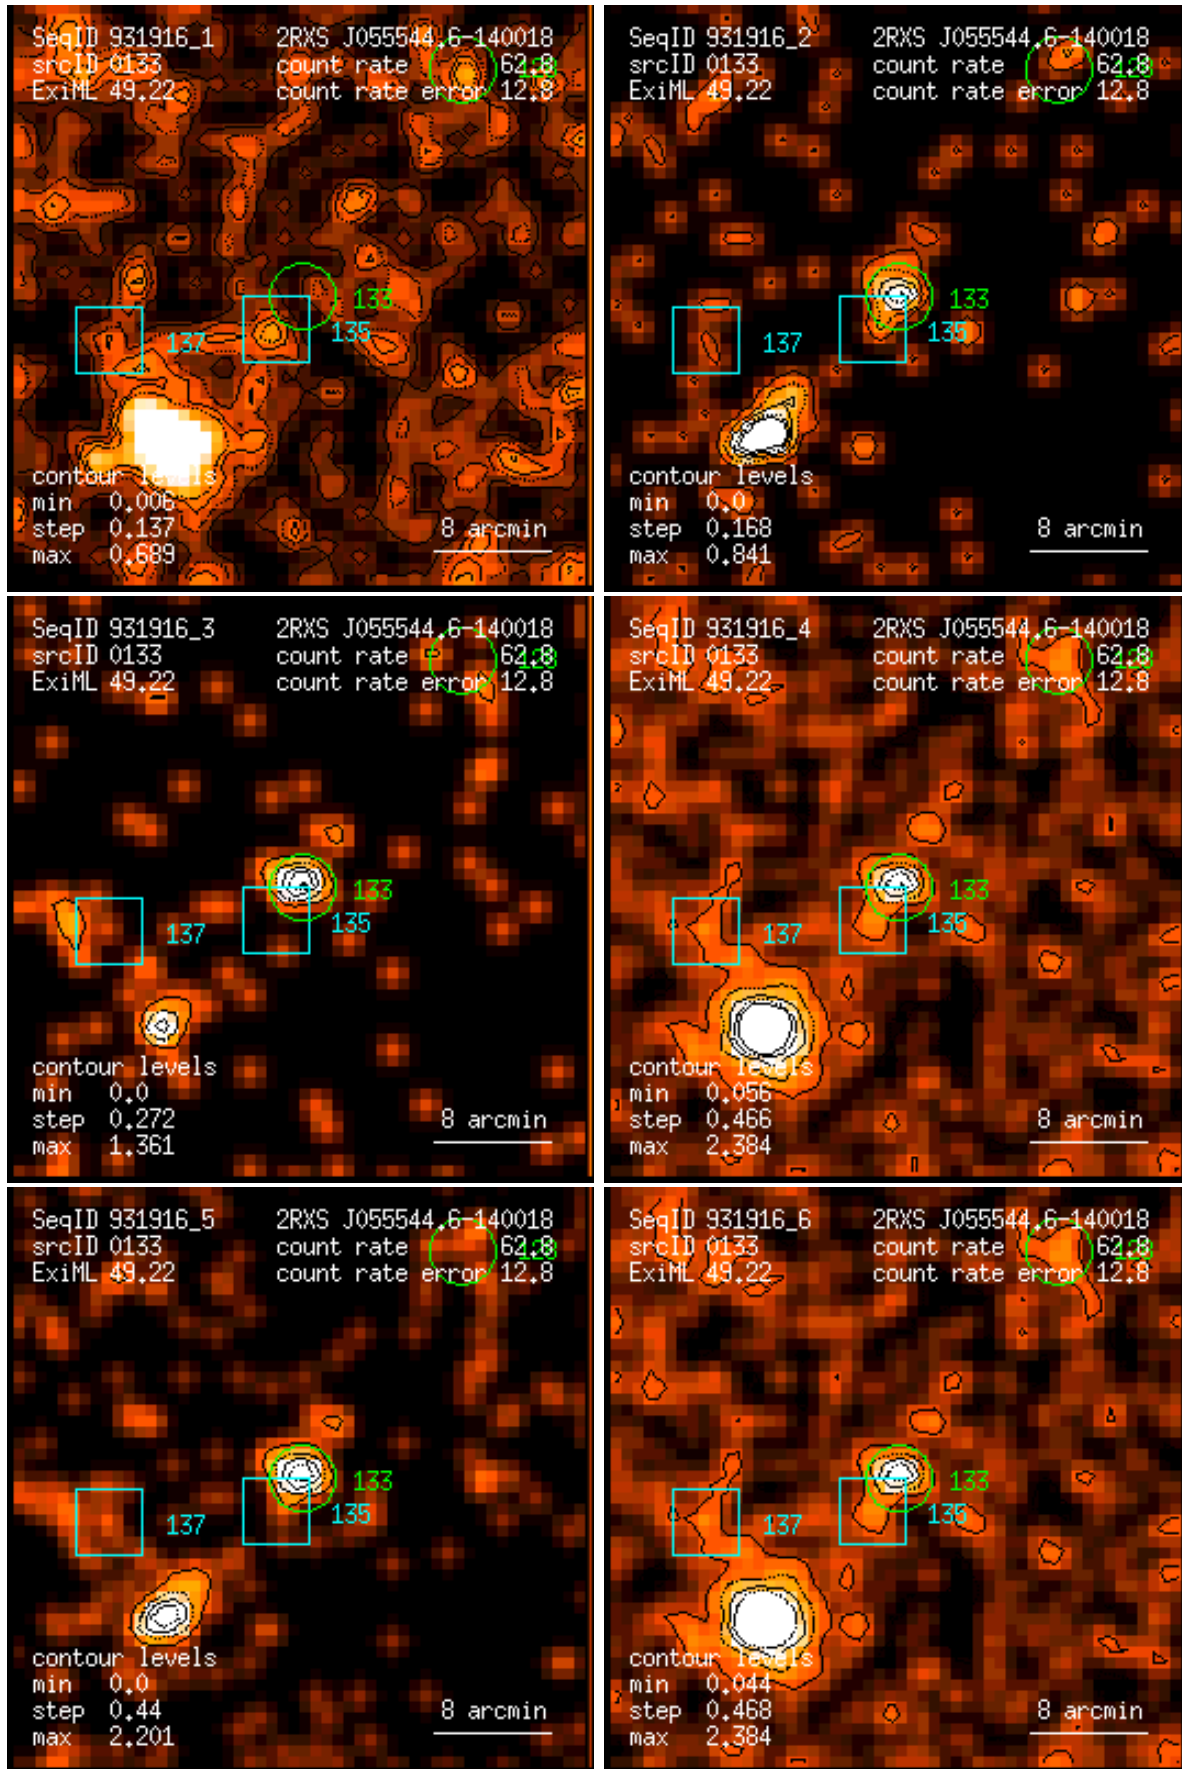 SeqID 931916_1 2RXS J055544.6-140018
srcID 0133 count rate 62.8
ExiML 49.22 count rate error 12.8
133
135
137
contour levels
min 0.006
step 0.137 8 arcmin
max 0.689
SeqID 931916_2 2RXS J055544.6-140018
srcID 0133 count rate 62.8
ExiML 49.22 count rate error 12.8
133
135
137
contour levels
min 0.0
step 0.168 8 arcmin
max 0.841
SeqID 931916_3 2RXS J055544.6-140018
srcID 0133 count rate 62.8
ExiML 49.22 count rate error 12.8
133
135
137
contour levels
min 0.0
step 0.272 8 arcmin
max 1.361
SeqID 931916_4 2RXS J055544.6-140018
srcID 0133 count rate 62.8
ExiML 49.22 count rate error 12.8
133
135
137
contour levels
min 0.056
step 0.466 8 arcmin
max 2.384
SeqID 931916_5 2RXS J055544.6-140018
srcID 0133 count rate 62.8
ExiML 49.22 count rate error 12.8
133
135
137
contour levels
min 0.0
step 0.44 8 arcmin
max 2.201
SeqID 931916_6 2RXS J055544.6-140018
srcID 0133 count rate 62.8
ExiML 49.22 count rate error 12.8
133
135
137
contour levels
min 0.044
step 0.468 8 arcmin
max 2.384